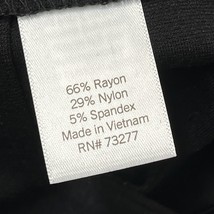 66% Rayon
29% Nylon
5% Spandex
Made in Vietnam
RN# 73277